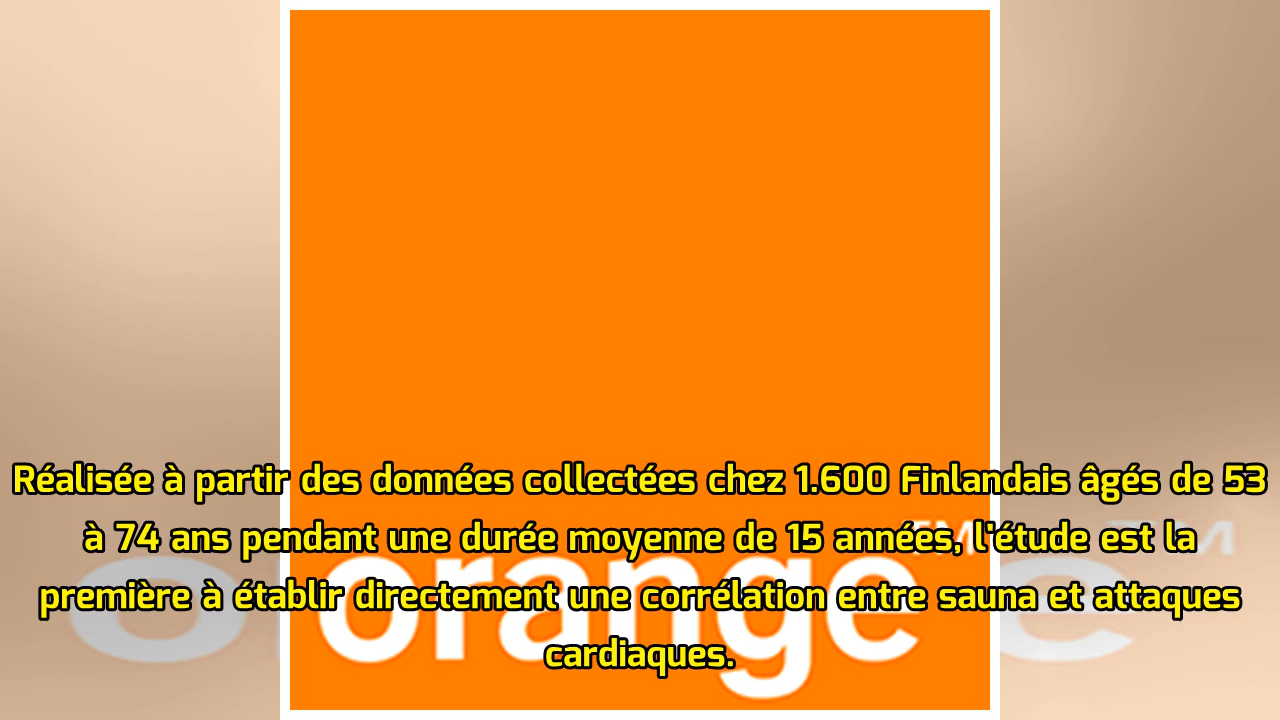 Réalisée à partir des données collectées chez 1.600 Finlandais âgés de 53
à 74 ans pendant une durée moyenne de 15 années, l'étude est la
première à établir directement une corrélation entre sauna et attaques
cardiaques.
orange
TM